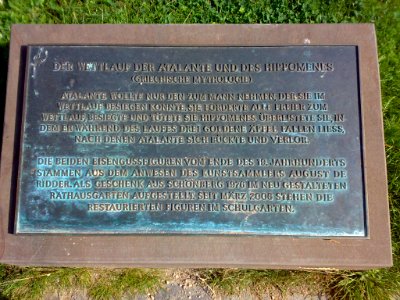 DER WETTLAUF DER ATALANTE UND DES HIPPOMENES
(GRIECHISCHE MYTHOLOGIE)
ATALANTE WOLLTE NUR DEN ZUM MANN NEHMEN, DER SIE IM
WETTLAUF BESIEGEN KONNTE. SIE FORDERTE ALLE FREIER ZUM
WETTLAUF, BESIEGTE UND TÖTETE SIE. HIPPOMENES ÜBERLISTETE SIE, IN
DEM ER WÄHREND DES LAUFES DREI GOLDENE ÄPFEL FALLEN LIESS,
NACH DENEN ATALANTE SICH BÜCKTE UND VERLOR.
DIE BEIDEN EISENGUSSFIGUREN VOM ENDE DES 19. JAHRHUNDERTS
STAMMEN AUS DEM ANWESEN DES KUNSTSAMMLERS AUGUST DE
RIDDER. ALS GESCHENK AUS SCHÖNBERG 1970 IM NEU GESTALTETEN
RATHAUSGARTEN AUFGESTELLT. SEIT MÄRZ 2006 STEHEN DIE
RESTAURIERTEN FIGUREN IM SCHULGARTEN.